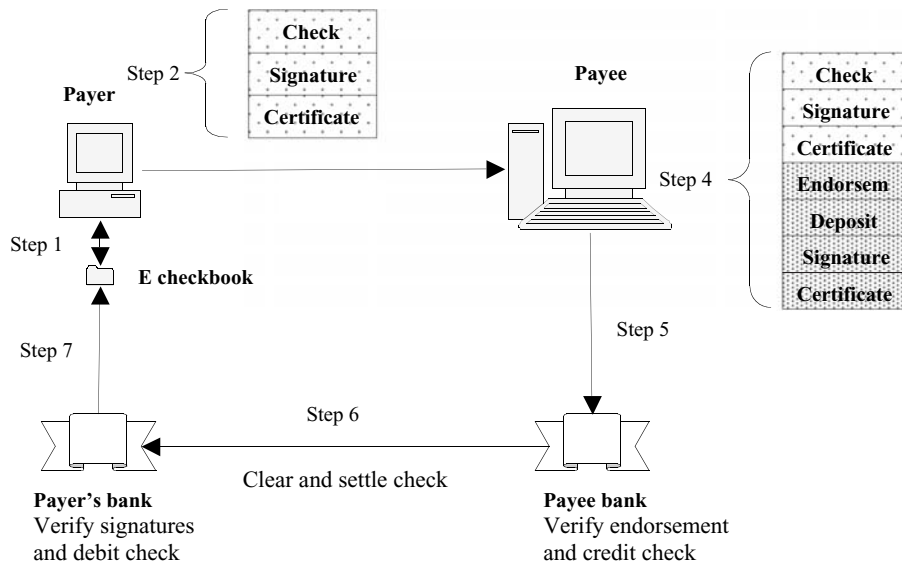 Check
Step 2
Signature
Certificate
Payer
Payee
Check
Signature
Certificate
Step 4
Endorsem
Deposit
Signature
Certificate
Step 1
E checkbook
Step 5
Step 7
Step 6
Clear and settle check
Payer's bank
Verify signatures
and debit check
Payee bank
Verify endorsement
and credit check